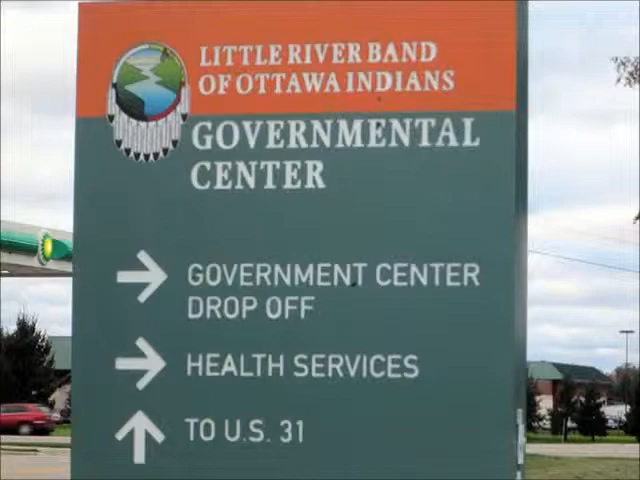 LITTLE RIVER BAND
OF OTTAWA INDIANS
GOVERNMENTAL
CENTER
GOVERNMENT CENTER
DROP OFF
HEALTH SERVICES
TO U.S. 31